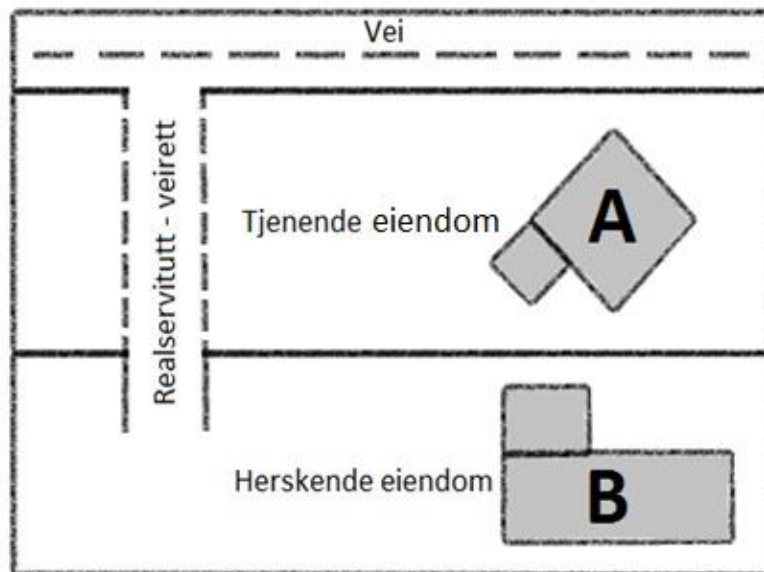 Vei
Realservitutt - veirett
Tjenende eiendom
A
Herskende eiendom
B